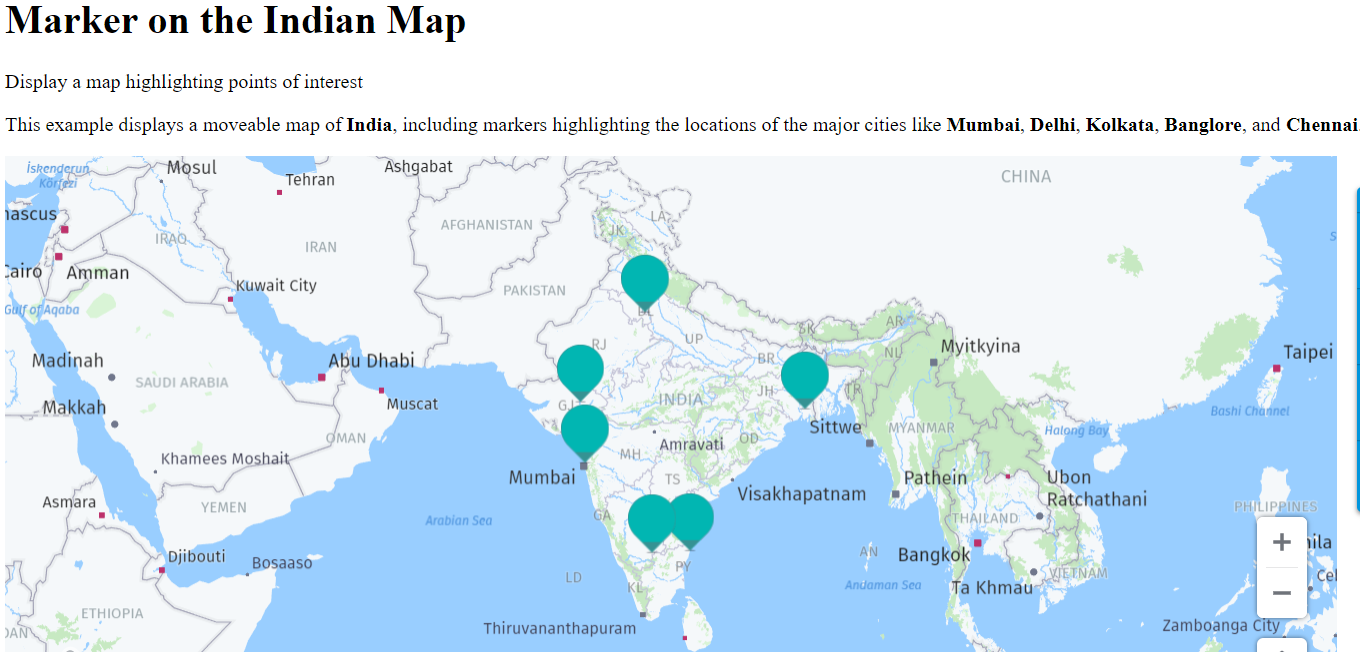 Marker on the Indian Map
Display a map highlighting points of interest
This example displays a moveable map of India, including markers highlighting the locations of the major cities like Mumbai, Delhi, Kolkata, Banglore, and Chennai.
İskenderun
Körfezi
Mosul
Ashgabat
Tehran
CHINA
LA
nascus
AFGHANISTAN
JK
IRAQ
IRAN
Cairo
Amman
Kuwait City
PAKISTAN
Gulf of Aqaba
DL
AR
SK
RJ
UP
Myitkyina
NL
Taipei
BR
Madinah
Abu Dhabi
SAUDI ARABIA
JH
TR
INDIA
Muscat
GJ
Makkah
Bashi Channel
Sittwe
MYANMAR
Halong Bay
OMAN
OD
Amravati
MH
Khamees Moshait
Mumbai
TS
Pathein
Ubon
Ratchathani
Visakhapatnam
Asmara
YEMEN
PHILIPPINES
GA
Arabian Sea
THAILAND
+
nila
AN
Bangkok
Djibouti
Bosaaso
PY
LD
VIETNAM
Cel
KL
Andaman Sea
Ta Khmau
−
ETHIOPIA
Thiruvananthapuram
Zamboanga City
DAN